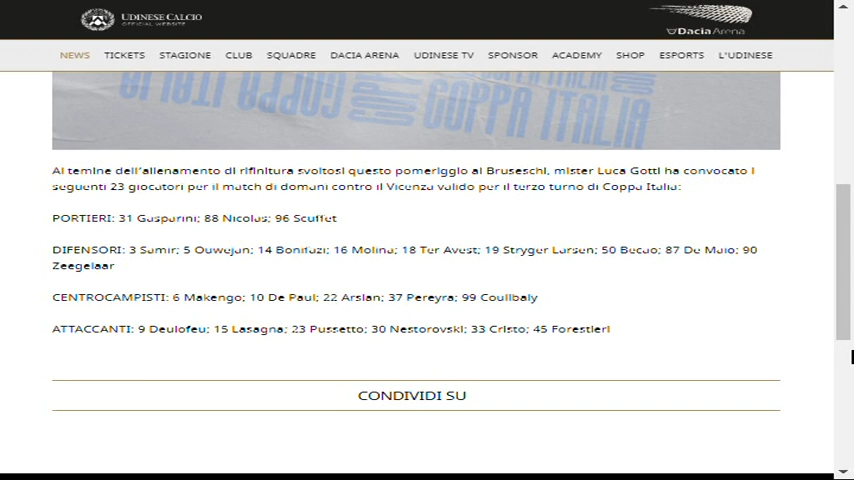 UDINESE CALCIO
OFFICIAL WEBSITE
Dacia Arena
NEWS TICKETS STAGIONE CLUB SQUADRE DACIA ARENA UDINESE TV SPONSOR ACADEMY SHOP ESPORTS L'UDINESE
COPPA ITALIA
COPPA ITALIA
Al temine dell'allenamento di rifinitura svoltosi questo pomeriggio al Bruseschi, mister Luca Gotti ha convocato i
seguenti 23 giocatori per il match di domani contro il Vicenza valido per il terzo turno di Coppa Italia:
PORTIERI: 31 Gasparini; 88 Nicolas; 96 Scuffet
DIFENSORI: 3 Samir; 5 Ouwejan; 14 Bonifazi; 16 Molina; 18 Ter Avest; 19 Stryger Larsen; 50 Becao; 87 De Maio; 90
Zeegelaar
CENTROCAMPISTI: 6 Makengo; 10 De Paul; 22 Arslan; 37 Pereyra; 99 Coulibaly
ATTACCANTI: 9 Deulofeu; 15 Lasagna; 23 Pussetto; 30 Nestorovski; 33 Cristo; 45 Forestieri
CONDIVIDI SU